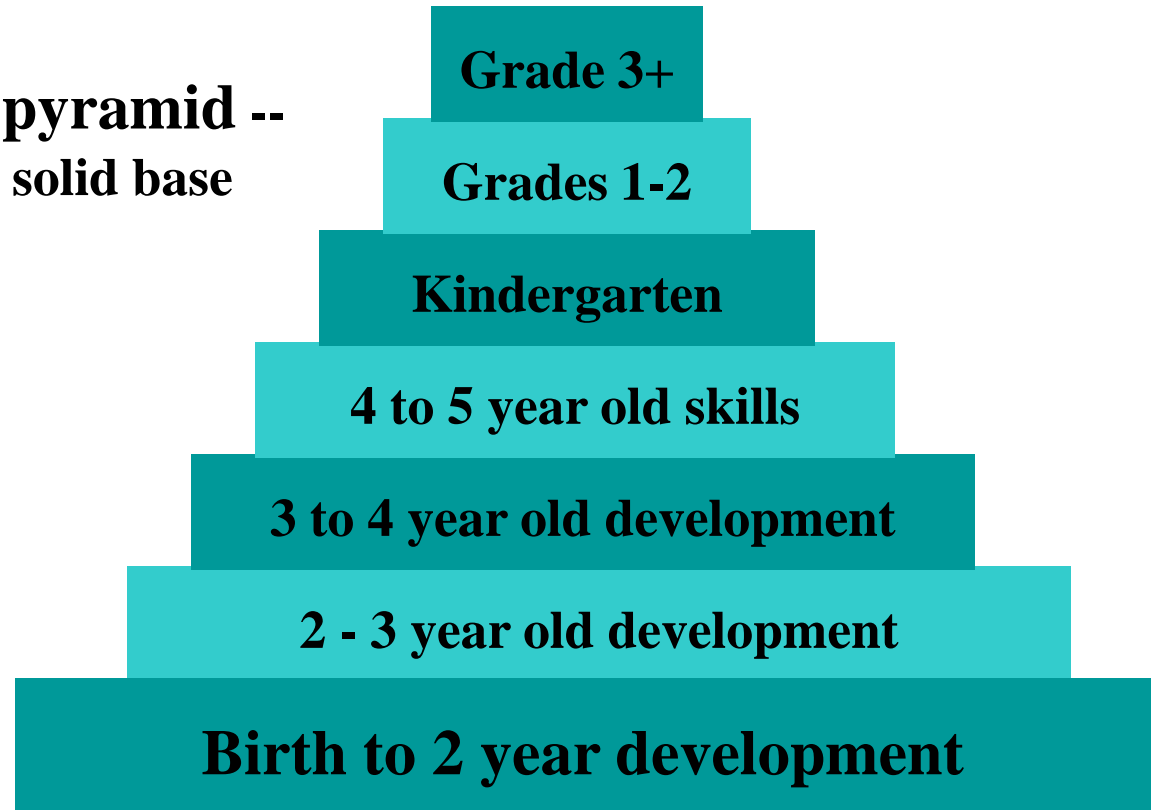 Grade 3+
pyramid --
solid base
Grades 1-2
Kindergarten
4 to 5 year old skills
3 to 4 year old development
2 - 3 year old development
Birth to 2 year development